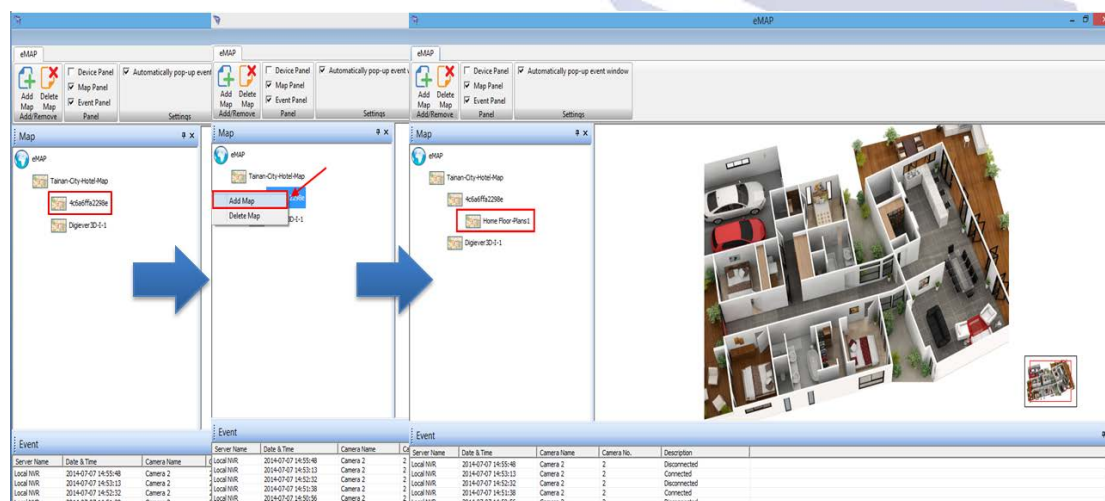 eMAP
eMAP
Add Map
Delete Map
Device Panel
Map Panel
Event Panel
Automatically pop-up event
Add/Remove
Panel
Settings
Map
eMAP
Tainan-City-Hotel-Map
4c6a6ffa2298e
Digiever3D-I-1
Event
Server Name Date & Time Camera Name
Local NVR 2014-07-07 14:55:48 Camera 2
Local NVR 2014-07-07 14:53:13 Camera 2
Local NVR 2014-07-07 14:52:32 Camera 2
eMAP
Add Map
Delete Map
Device Panel
Map Panel
Event Panel
Automatically pop-up event
Add/Remove
Panel
Settings
Map
eMAP
Tainan-City-Hotel-Map
Add Map
Delete Map
Event
Server Name Date & Time Camera Name
Local NVR 2014-07-07 14:55:48 Camera 2 2
Local NVR 2014-07-07 14:53:13 Camera 2 2
Local NVR 2014-07-07 14:52:32 Camera 2 2
Local NVR 2014-07-07 14:51:38 Camera 2 2
Local NVR 2014-07-07 14:50:56 Camera 2 2
eMAP
Add Map
Delete Map
Device Panel
Map Panel
Event Panel
Automatically pop-up event window
Add/Remove
Panel
Settings
Map
eMAP
Tainan-City-Hotel-Map
4c6a6ffa2298e
Home Floor-Plans1
Digiever3D-I-1
Event
Server Name Date & Time Camera Name Camera No. Description
Local NVR 2014-07-07 14:55:48 Camera 2 2 Disconnected
Local NVR 2014-07-07 14:53:13 Camera 2 2 Connected
Local NVR 2014-07-07 14:52:32 Camera 2 2 Disconnected
Local NVR 2014-07-07 14:51:38 Camera 2 2 Connected